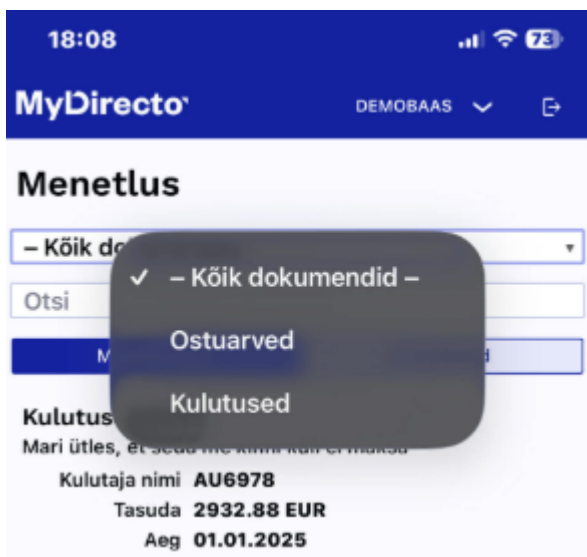 18:08 73
MyDirecto DEMOBAAS
Menetlus
– Kõik
– Kõik dokumendid –
Otsi
Ostuarved
Kulutused
Kulutus
Mari ütles, et
Kulutaja nimi AU6978
Tasuda 2932.88 EUR
Aeg 01.01.2025